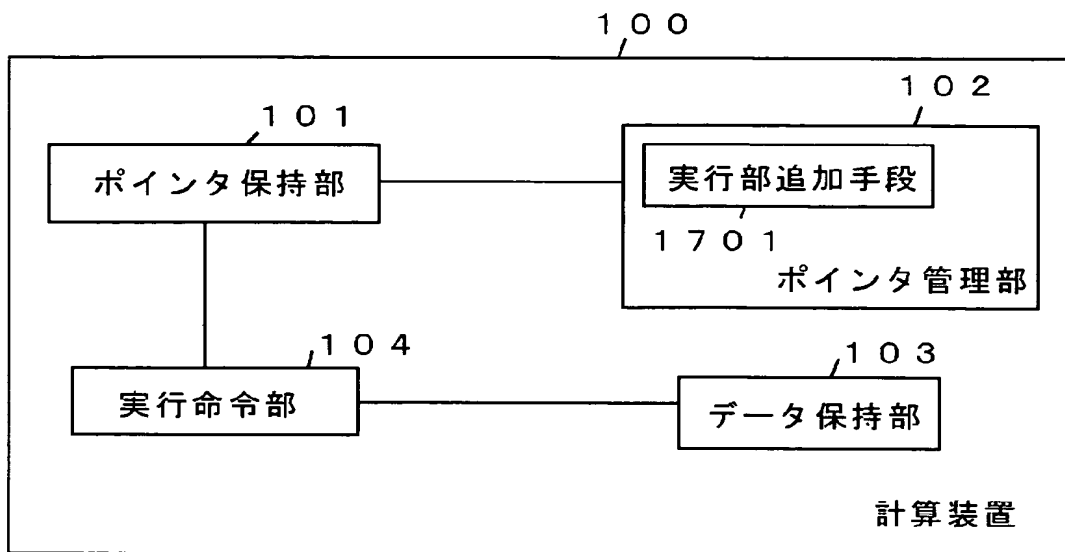 １００
１０２
１０１
ポインタ保持部
実行部追加手段
１７０１
ポインタ管理部
１０４
１０３
実行命令部
データ保持部
計算装置